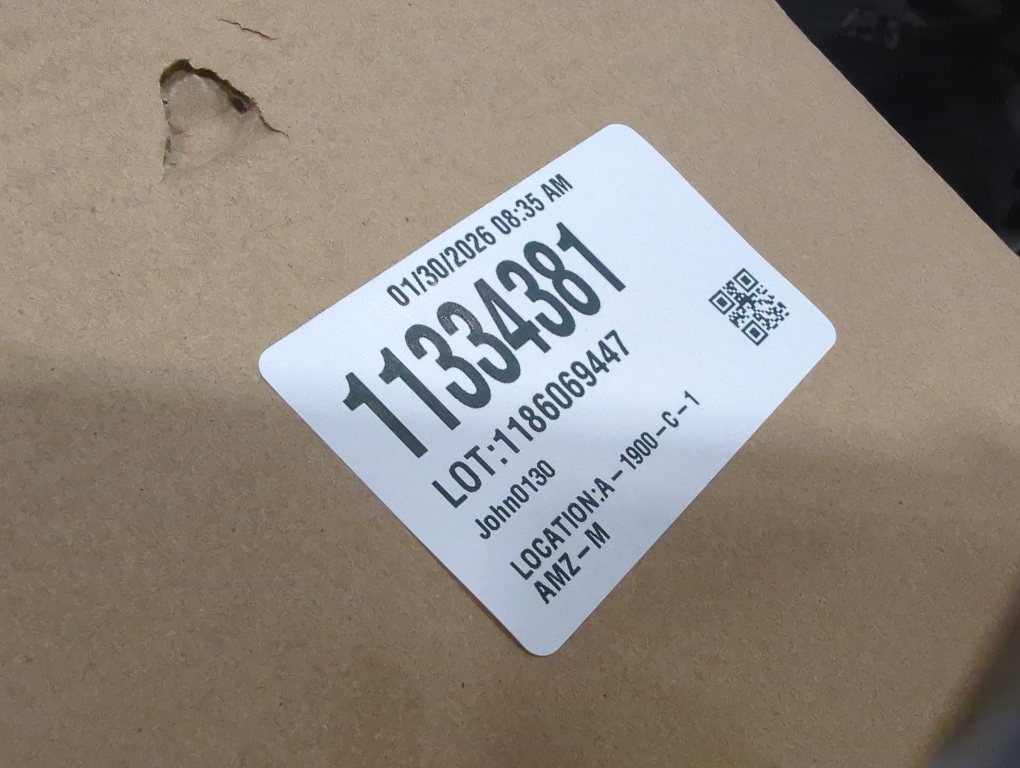 01/30/2026 08:35 AM
11334381
LOT:1186069447
John0130
LOCATION:A-1900-C-1
AMZ-M